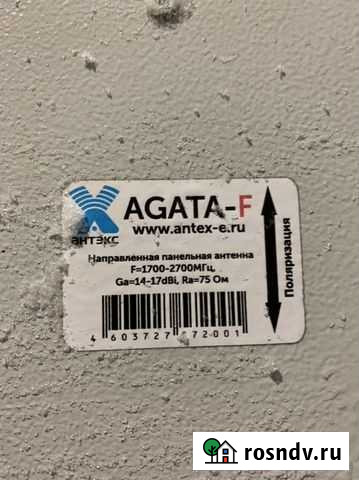 AGATA-F
АНТЭКС
www.antex-e.ru
Направленная панельная антенна
F=1700-2700МГц,
Ga=14-17dBi, Ra=75 Ом
4 603727 72001
Поляризация
rosndv.ru